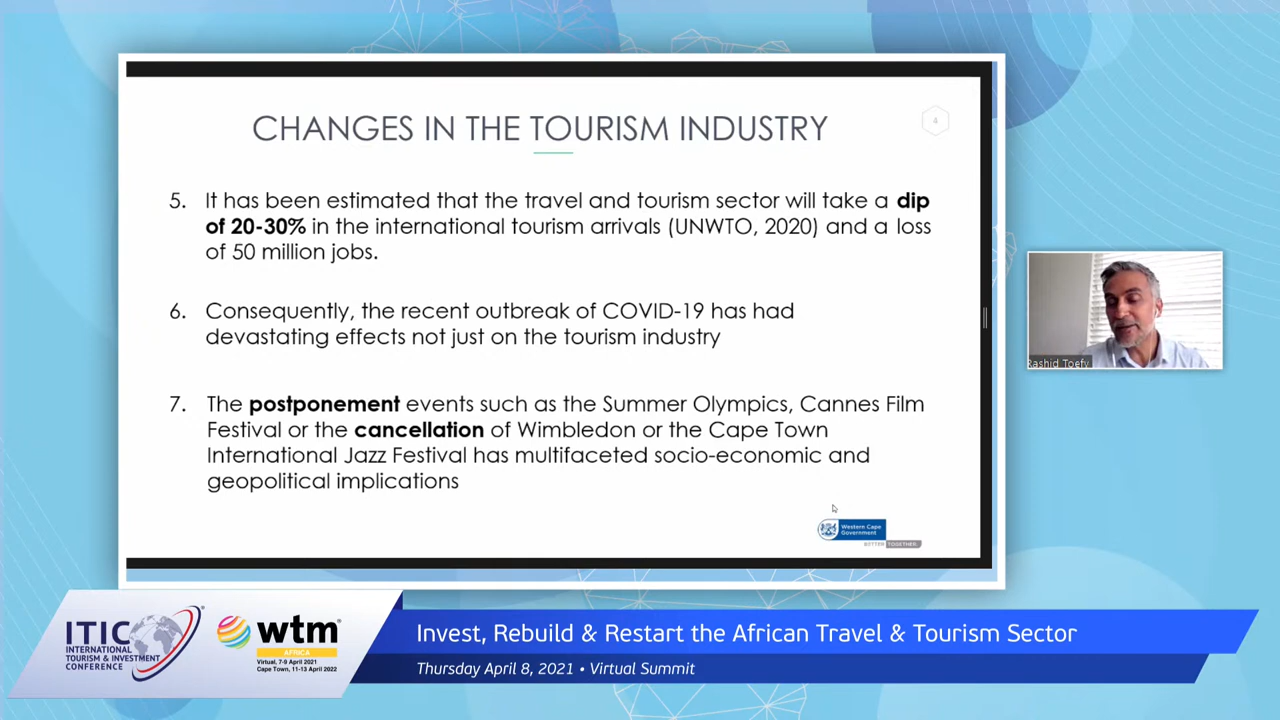 CHANGES IN THE TOURISM INDUSTRY
4
5. It has been estimated that the travel and tourism sector will take a dip
of 20-30% in the international tourism arrivals (UNWTO, 2020) and a loss
of 50 million jobs.
6. Consequently, the recent outbreak of COVID-19 has had
devastating effects not just on the tourism industry
7. The postponement events such as the Summer Olympics, Cannes Film
Festival or the cancellation of Wimbledon or the Cape Town
International Jazz Festival has multifaceted socio-economic and
geopolitical implications
Western Cape
Government
BETTER TOGETHER.
Rashid Toefy
ITIC
INTERNATIONAL
TOURISM & INVESTMENT
CONFERENCE
wtm
AFRICA
Virtual, 7-9 April 2021
Cape Town, 11-13 April 2022
Invest, Rebuild & Restart the African Travel & Tourism Sector
Thursday April 8, 2021 • Virtual Summit